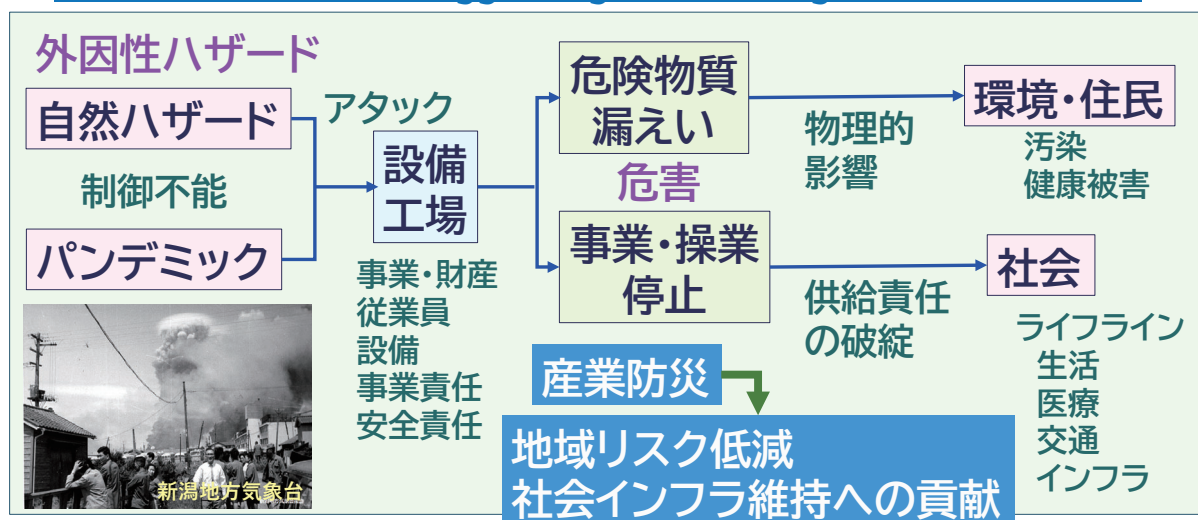 外因性ハザード
自然ハザード
制御不能
パンデミック
アタック
設備
工場
事業・財産
従業員
設備
事業責任
安全責任
危険物質
漏えい
危害
事業・操業
停止
物理的
影響
環境・住民
汚染
健康被害
供給責任
の破綻
社会
ライフライン
生活
医療
交通
インフラ
産業防災
地域リスク低減
社会インフラ維持への貢献
新潟地方気象台